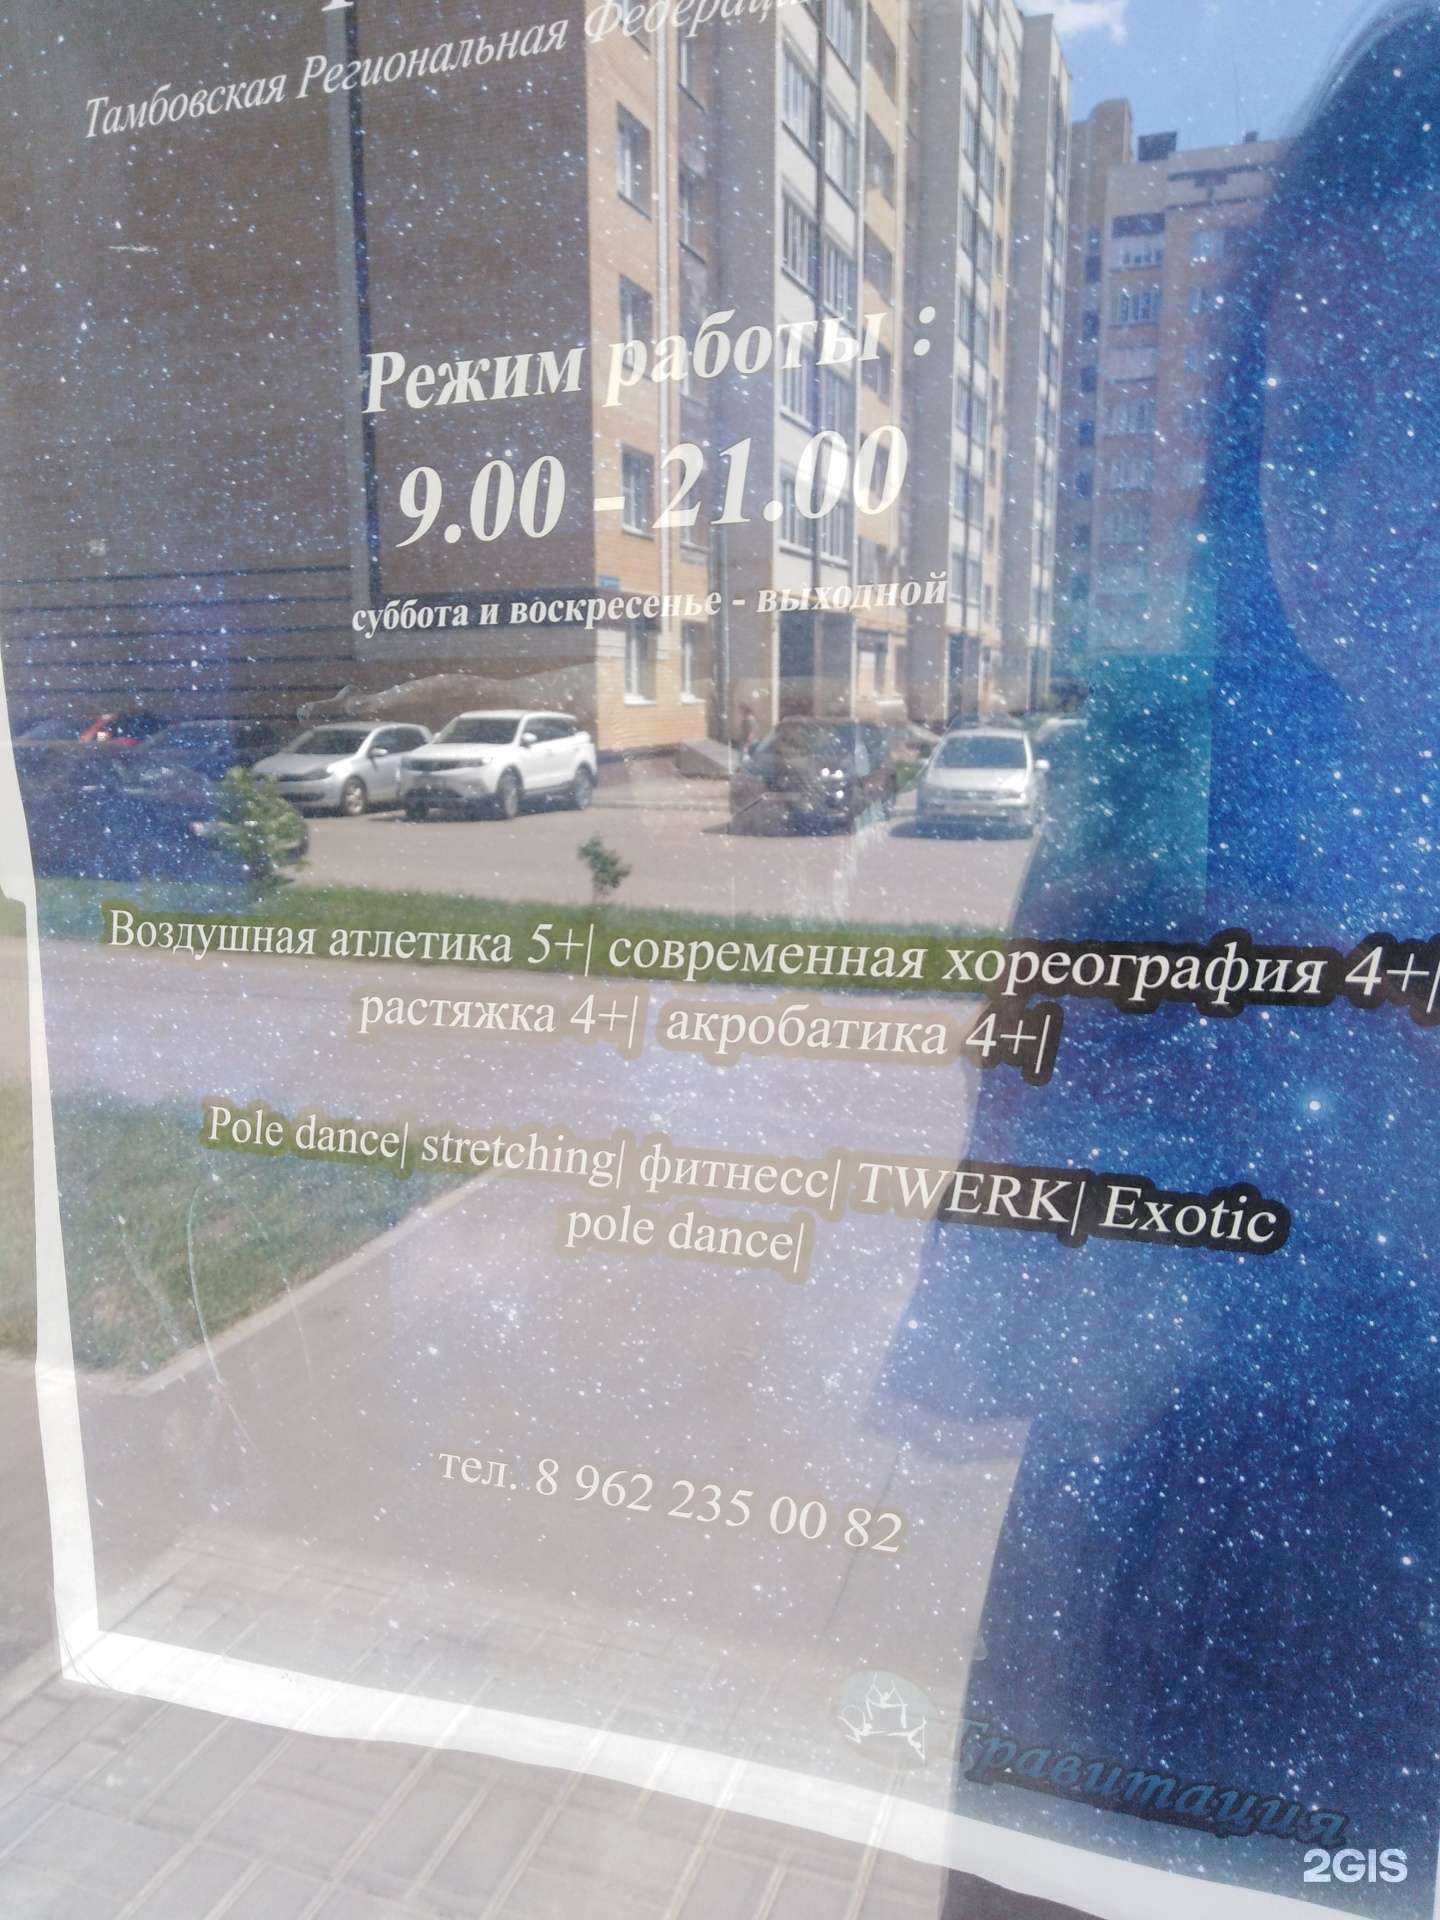 Тамбовская Региональная Федерация
Режим работы :
9.00 - 21.00
суббота и воскресенье - выходной
Воздушная атлетика 5+| современная хореография 4+|
растяжка 4+| акробатика 4+|
Pole dance| stretching| фитнесс| TWERK| Exotic
pole dance|
тел. 8 962 235 00 82
Гравитация
2GIS